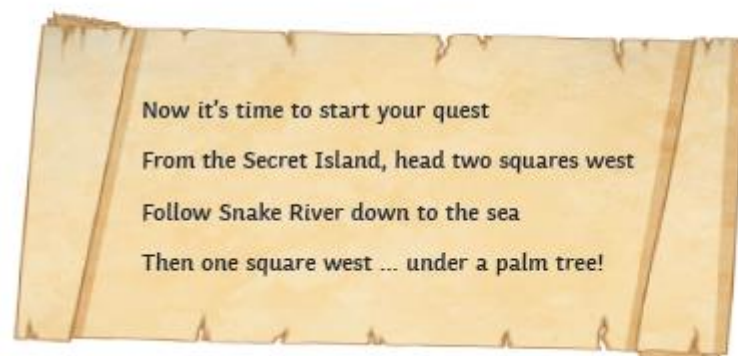 Now it's time to start your quest
From the Secret Island, head two squares west
Follow Snake River down to the sea
Then one square west ... under a palm tree!